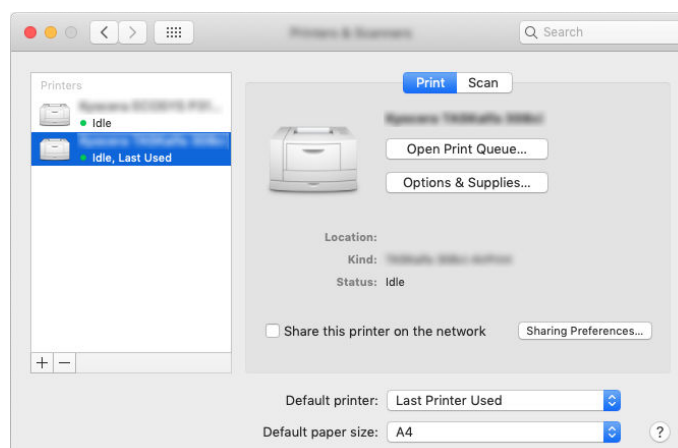 Search
Printers
Idle
Idle, Last Used
Print Scan
Open Print Queue...
Options & Supplies...
Location:
Kind:
Status: Idle
Share this printer on the network
Sharing Preferences...
+ −
Default printer: Last Printer Used
Default paper size: A4
?